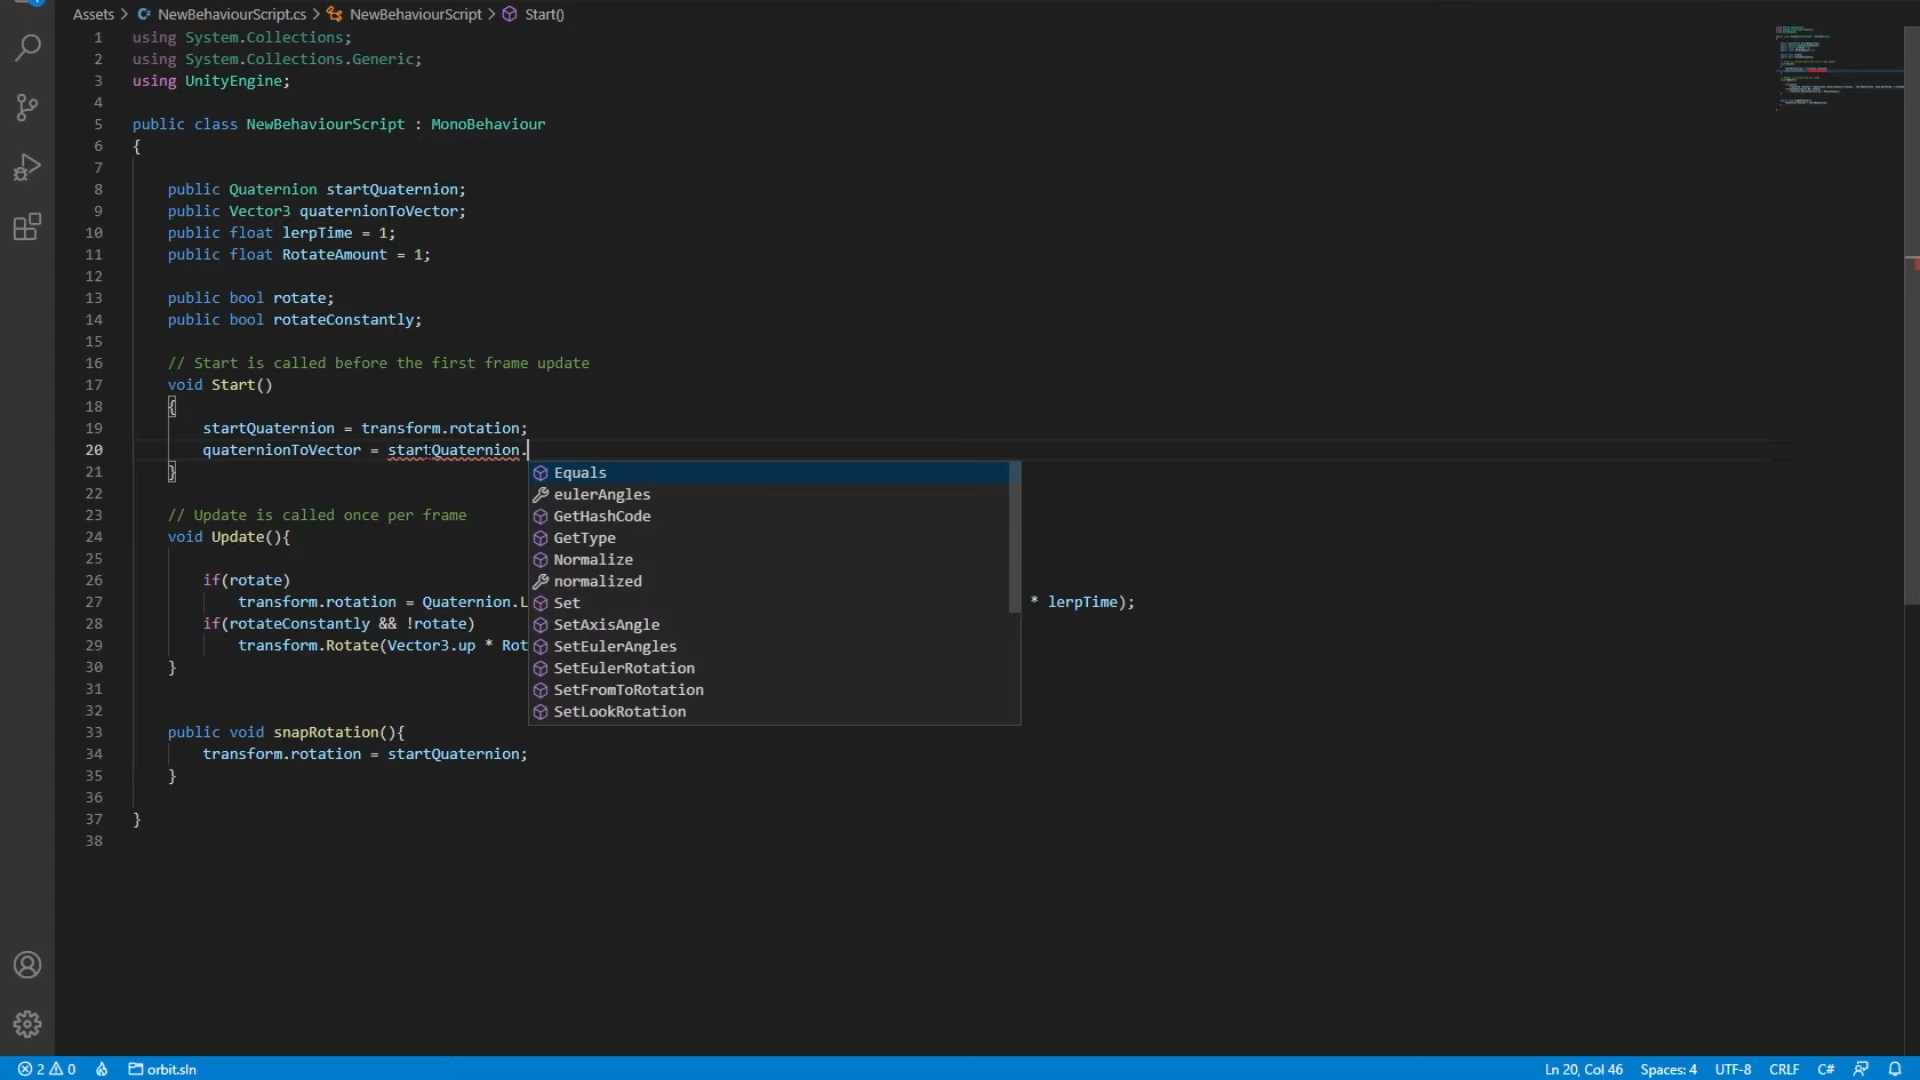 Assets > NewBehaviourScript.cs > NewBehaviourScript > Start()
1 using System.Collections;
2 using System.Collections.Generic;
3 using UnityEngine;
4
5 public class NewBehaviourScript : MonoBehaviour
6 {
7
8 public Quaternion startQuaternion;
9 public Vector3 quaternionToVector;
10 public float lerpTime = 1;
11 public float RotateAmount = 1;
12
13 public bool rotate;
14 public bool rotateConstantly;
15
16 // Start is called before the first frame update
17 void Start()
18 {
19 startQuaternion = transform.rotation;
20 quaternionToVector = startQuaternion.
21 }
Equals
22
eulerAngles
23 // Update is called once per frame
GetHashCode
24 void Update(){
GetType
25
Normalize
26 if(rotate)
normalized
27 transform.rotation = Quaternion.L * lerpTime);
Set
28 if(rotateConstantly && !rotate)
SetAxisAngle
29 transform.Rotate(Vector3.up * Rot
SetEulerAngles
30 }
SetEulerRotation
31
SetFromToRotation
32
SetLookRotation
33 public void snapRotation(){
34 transform.rotation = startQuaternion;
35 }
36
37 }
38
2 0 orbit.sln Ln 20, Col 46 Spaces: 4 UTF-8 CRLF C#